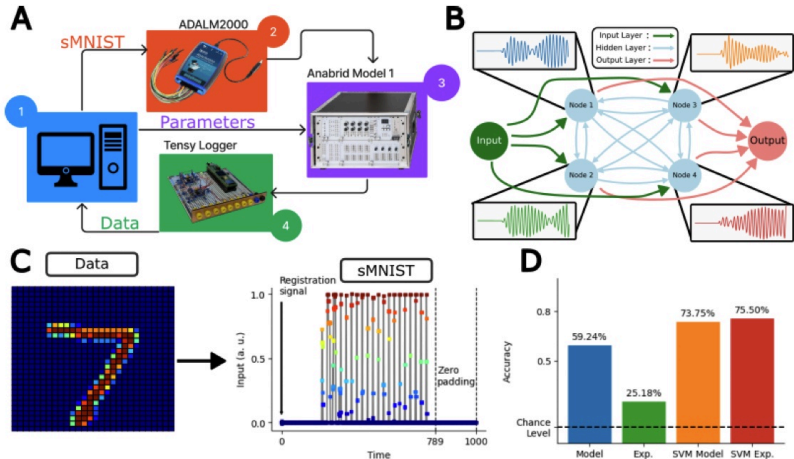 A
ADALM2000
sMNIST
2
Anabrid Model 1
3
1
Parameters
Tensy Logger
Data
4
B
Input Layer :
Hidden Layer :
Output Layer :
Node 1
Node 3
Input
Output
Node 2
Node 4
C
Data
sMNIST
Registration
signal
1.0
0.5
0.0
Input (a. u.)
Zero
padding
0
789
1000
Time
D
0.8
0.5
Chance
Level
Accuracy
59.24%
25.18%
73.75%
75.50%
Model
Exp.
SVM Model
SVM Exp.